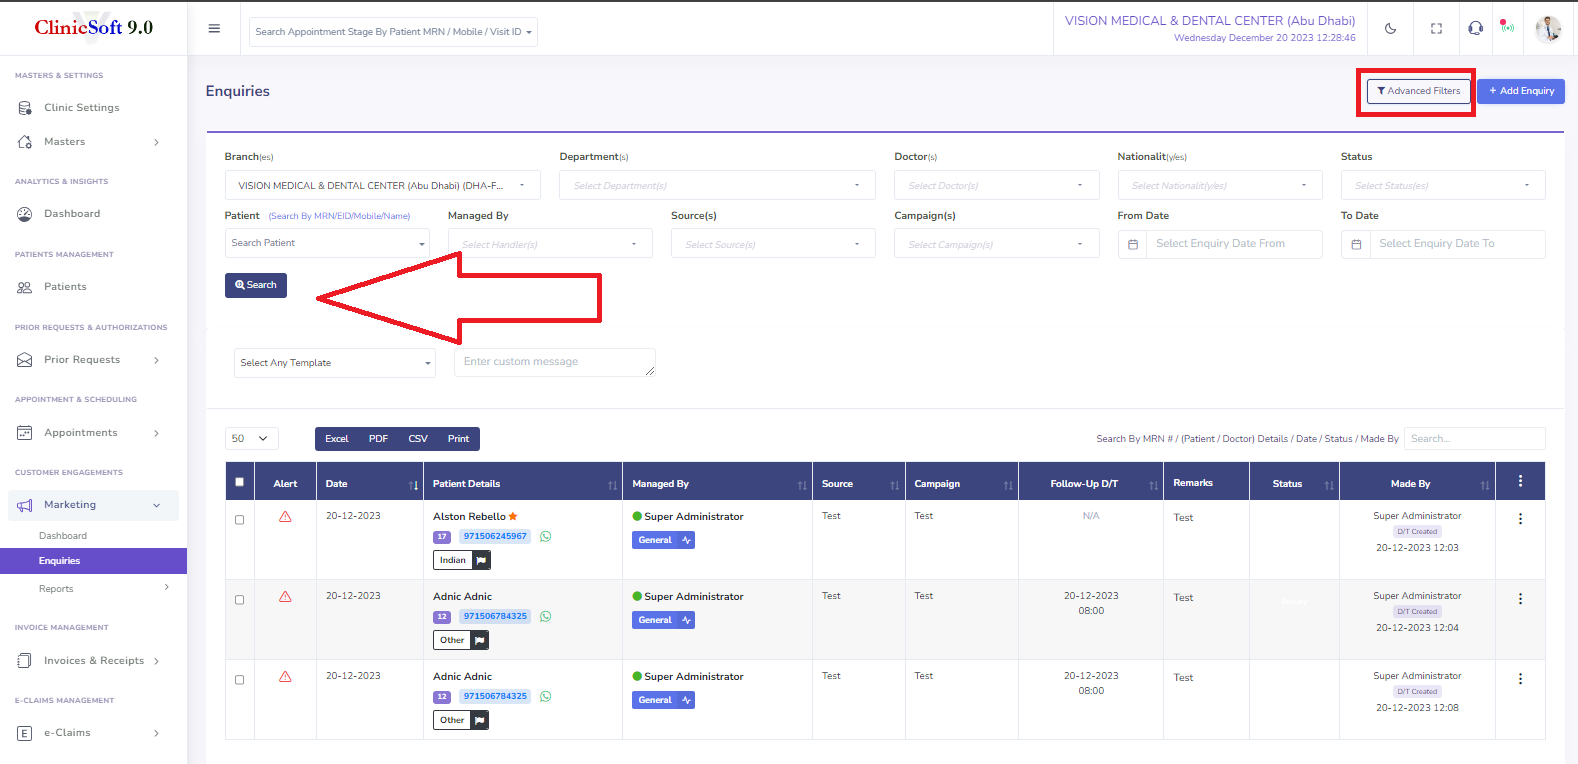 ClinicSoft 9.0
Search Appointment Stage By Patient MRN / Mobile / Visit ID
VISION MEDICAL & DENTAL CENTER (Abu Dhabi)
Wednesday December 20 2023 12:28:46
MASTERS & SETTINGS
Clinic Settings
Masters
ANALYTICS & INSIGHTS
Dashboard
PATIENTS MANAGEMENT
Patients
PRIOR REQUESTS & AUTHORIZATIONS
Prior Requests
APPOINTMENT & SCHEDULING
Appointments
CUSTOMER ENGAGEMENTS
Marketing
Dashboard
Enquiries
Reports
INVOICE MANAGEMENT
Invoices & Receipts
E-CLAIMS MANAGEMENT
E e-Claims
Enquiries
Advanced Filters
+ Add Enquiry
Branch(es) Department(s) Doctor(s) Nationalit(y/es) Status
VISION MEDICAL & DENTAL CENTER (Abu Dhabi) (DHA-F... Select Department(s) Select Doctor(s) Select Nationalit(y/es) Select Status(es)
Patient (Search By MRN/EID/Mobile/Name) Managed By Source(s) Campaign(s) From Date To Date
Search Patient Select Handler(s) Select Source(s) Select Campaign(s) Select Enquiry Date From Select Enquiry Date To
Search
Select Any Template Enter custom message
50 Excel PDF CSV Print Search By MRN # / (Patient / Doctor) Details / Date / Status / Made By Search...
Alert Date Patient Details Managed By Source Campaign Follow-Up D/T Remarks Status Made By
20-12-2023 Alston Rebello Super Administrator Test Test N/A Test Super Administrator
17 971506245967 General D/T Created
Indian 20-12-2023 12:03
20-12-2023 Adnic Adnic Super Administrator Test Test 20-12-2023 Test Super Administrator
12 971506784325 General 08:00 D/T Created
Other 20-12-2023 12:04
20-12-2023 Adnic Adnic Super Administrator Test Test 20-12-2023 Test Super Administrator
12 971506784325 General 08:00 D/T Created
Other 20-12-2023 12:08